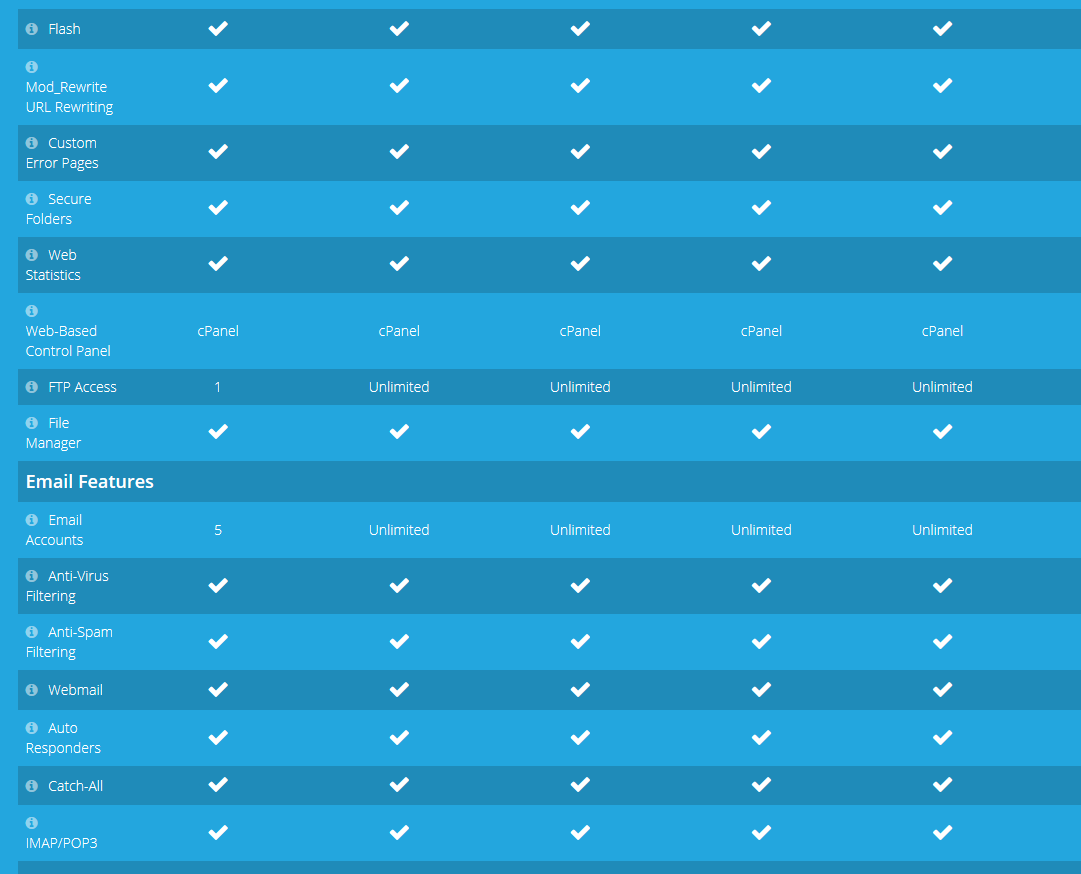 Flash
Mod_Rewrite
URL Rewriting
Custom
Error Pages
Secure
Folders
Web
Statistics
Web-Based
Control Panel
cPanel cPanel cPanel cPanel cPanel
FTP Access 1 Unlimited Unlimited Unlimited Unlimited
File
Manager
Email Features
Email
Accounts
5 Unlimited Unlimited Unlimited Unlimited
Anti-Virus
Filtering
Anti-Spam
Filtering
Webmail
Auto
Responders
Catch-All
IMAP/POP3